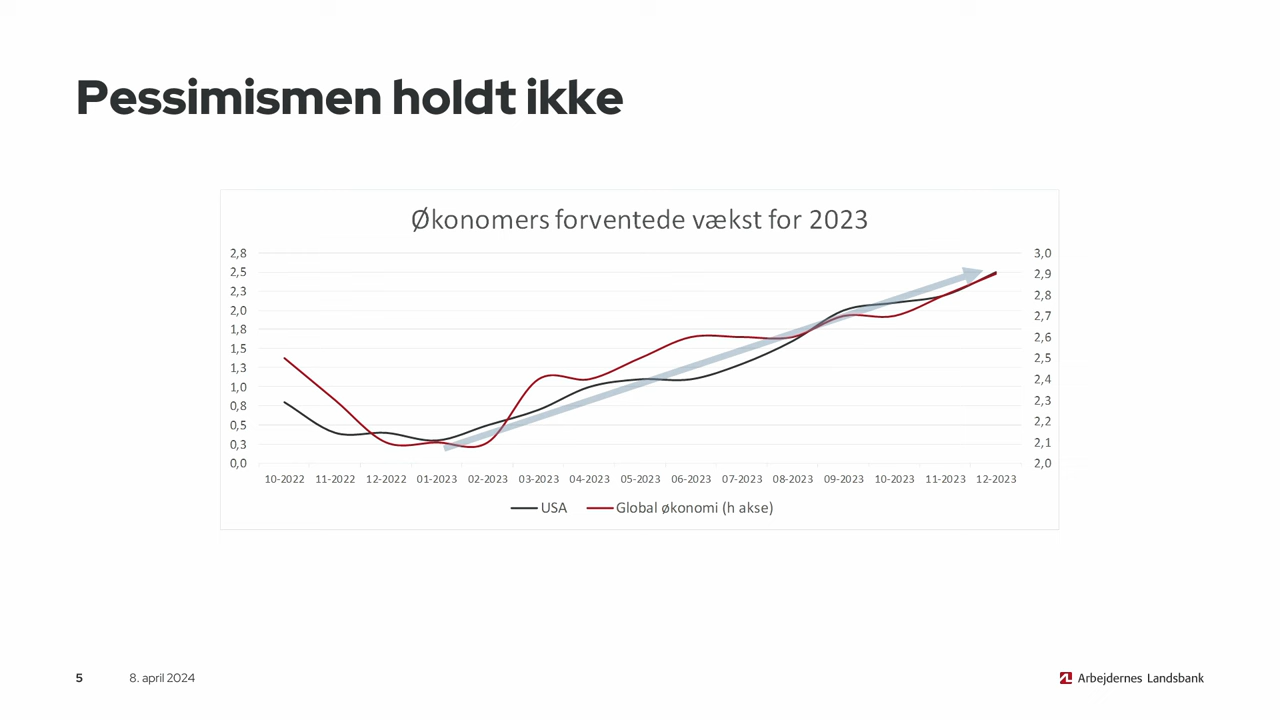 Pessimismen holdt ikke
Økonomers forventede vækst for 2023
2,8 3,0
2,5 2,9
2,3 2,8
2,0 2,7
1,8 2,6
1,5 2,5
1,3 2,4
1,0 2,3
0,8 2,2
0,5 2,1
0,3 2,0
0,0
10-2022 11-2022 12-2022 01-2023 02-2023 03-2023 04-2023 05-2023 06-2023 07-2023 08-2023 09-2023 10-2023 11-2023 12-2023
USA Global økonomi (h akse)
5 8. april 2024 Arbejdernes Landsbank